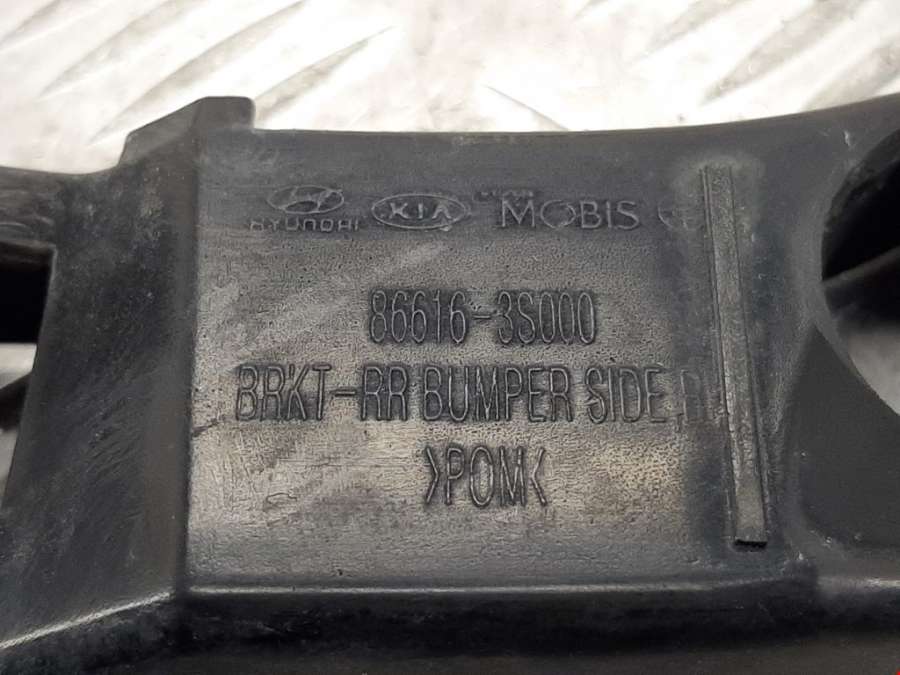 HYUNDAI KIA MOBIS
86616-3S000
BRKT-RR BUMPER SIDE,R
>POM<